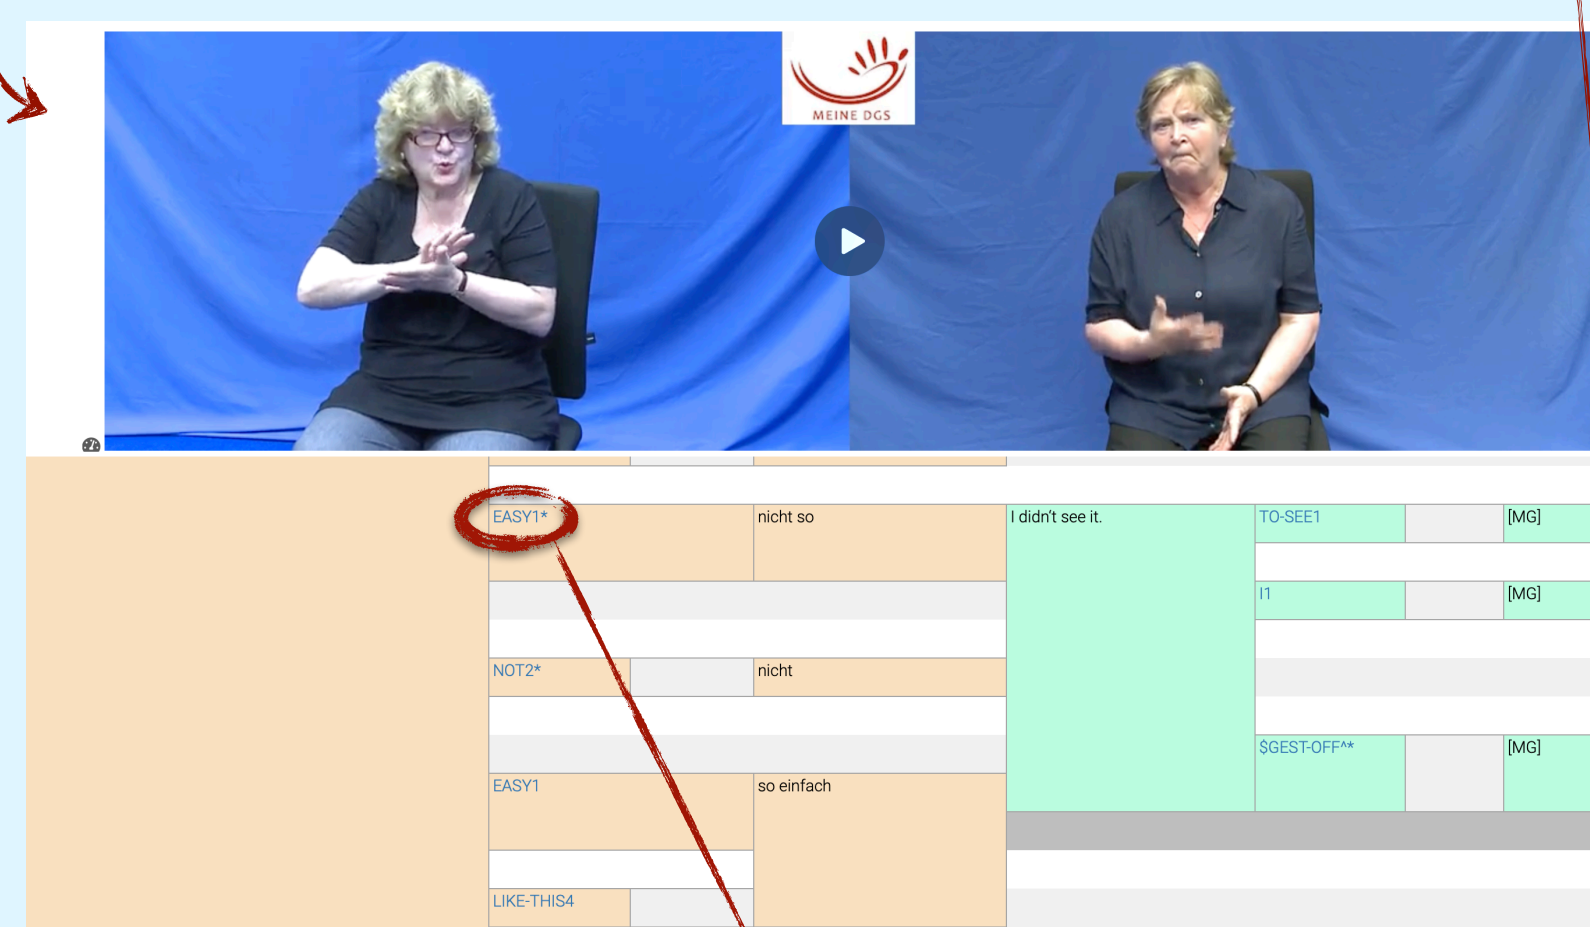 MEINE DGS
EASY1* nicht so I didn't see it. TO-SEE1 [MG]
I1 [MG]
NOT2* nicht
$GEST-OFF^* [MG]
EASY1 so einfach
LIKE-THIS4